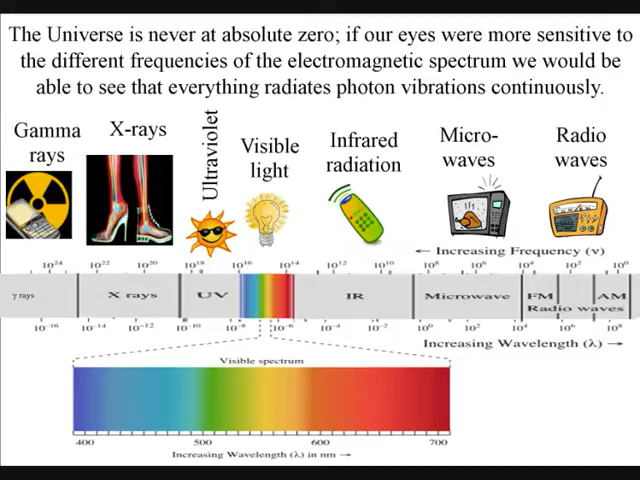 The Universe is never at absolute zero; if our eyes were more sensitive to
the different frequencies of the electromagnetic spectrum we would be
able to see that everything radiates photon vibrations continuously.
Gamma
rays
X-rays
Ultraviolet
Visible
light
Infrared
radiation
Micro-
waves
Radio
waves
← Increasing Frequency (ν)
10²⁴ 10²² 10²⁰ 10¹⁸ 10¹⁶ 10¹⁴ 10¹² 10¹⁰ 10⁸ 10⁶ 10⁴ 10² 10⁰
γ rays X rays UV IR Microwave FM AM
Radio waves
10⁻¹⁶ 10⁻¹⁴ 10⁻¹² 10⁻¹⁰ 10⁻⁸ 10⁻⁶ 10⁻⁴ 10⁻² 10⁰ 10² 10⁴ 10⁶ 10⁸
Increasing Wavelength (λ) →
Visible spectrum
400 500 600 700
Increasing Wavelength (λ) in nm →